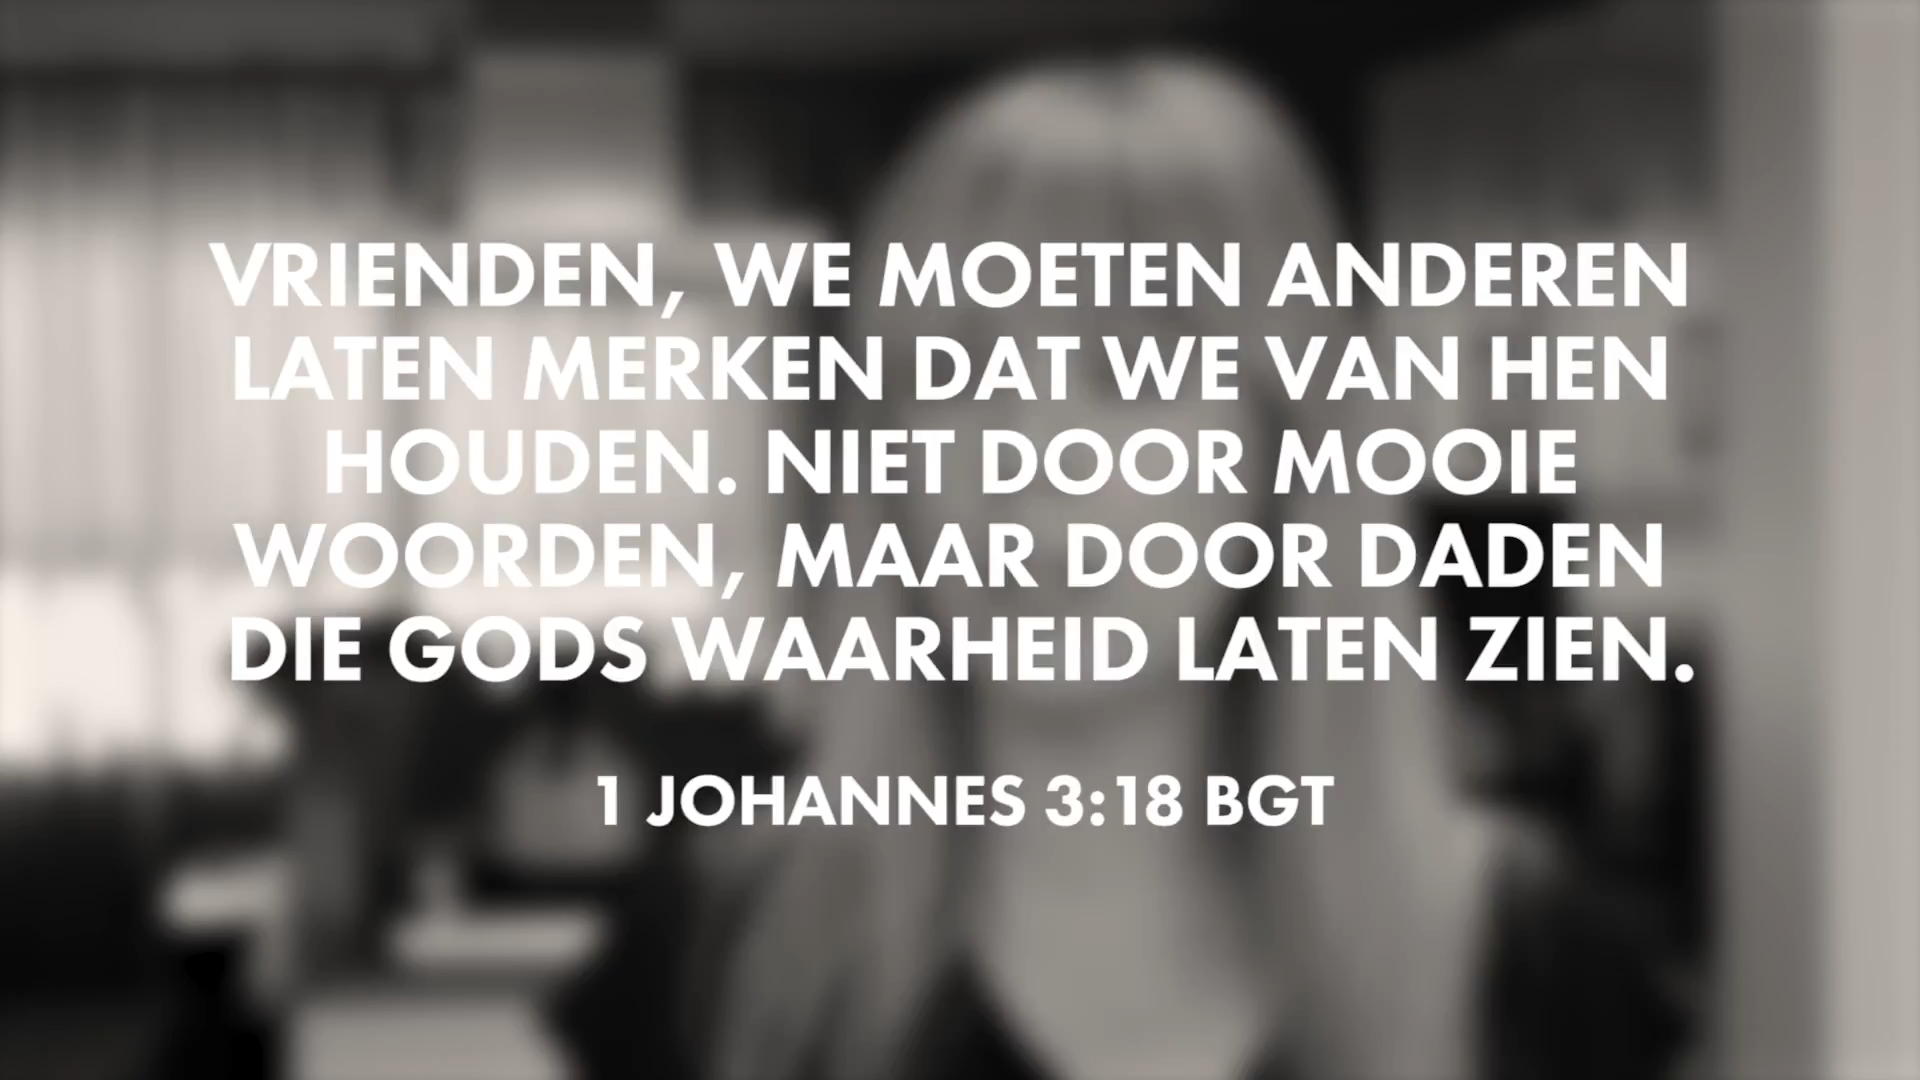 VRIENDEN, WE MOETEN ANDEREN
LATEN MERKEN DAT WE VAN HEN
HOUDEN. NIET DOOR MOOIE
WOORDEN, MAAR DOOR DADEN
DIE GODS WAARHEID LATEN ZIEN.
1 JOHANNES 3:18 BGT